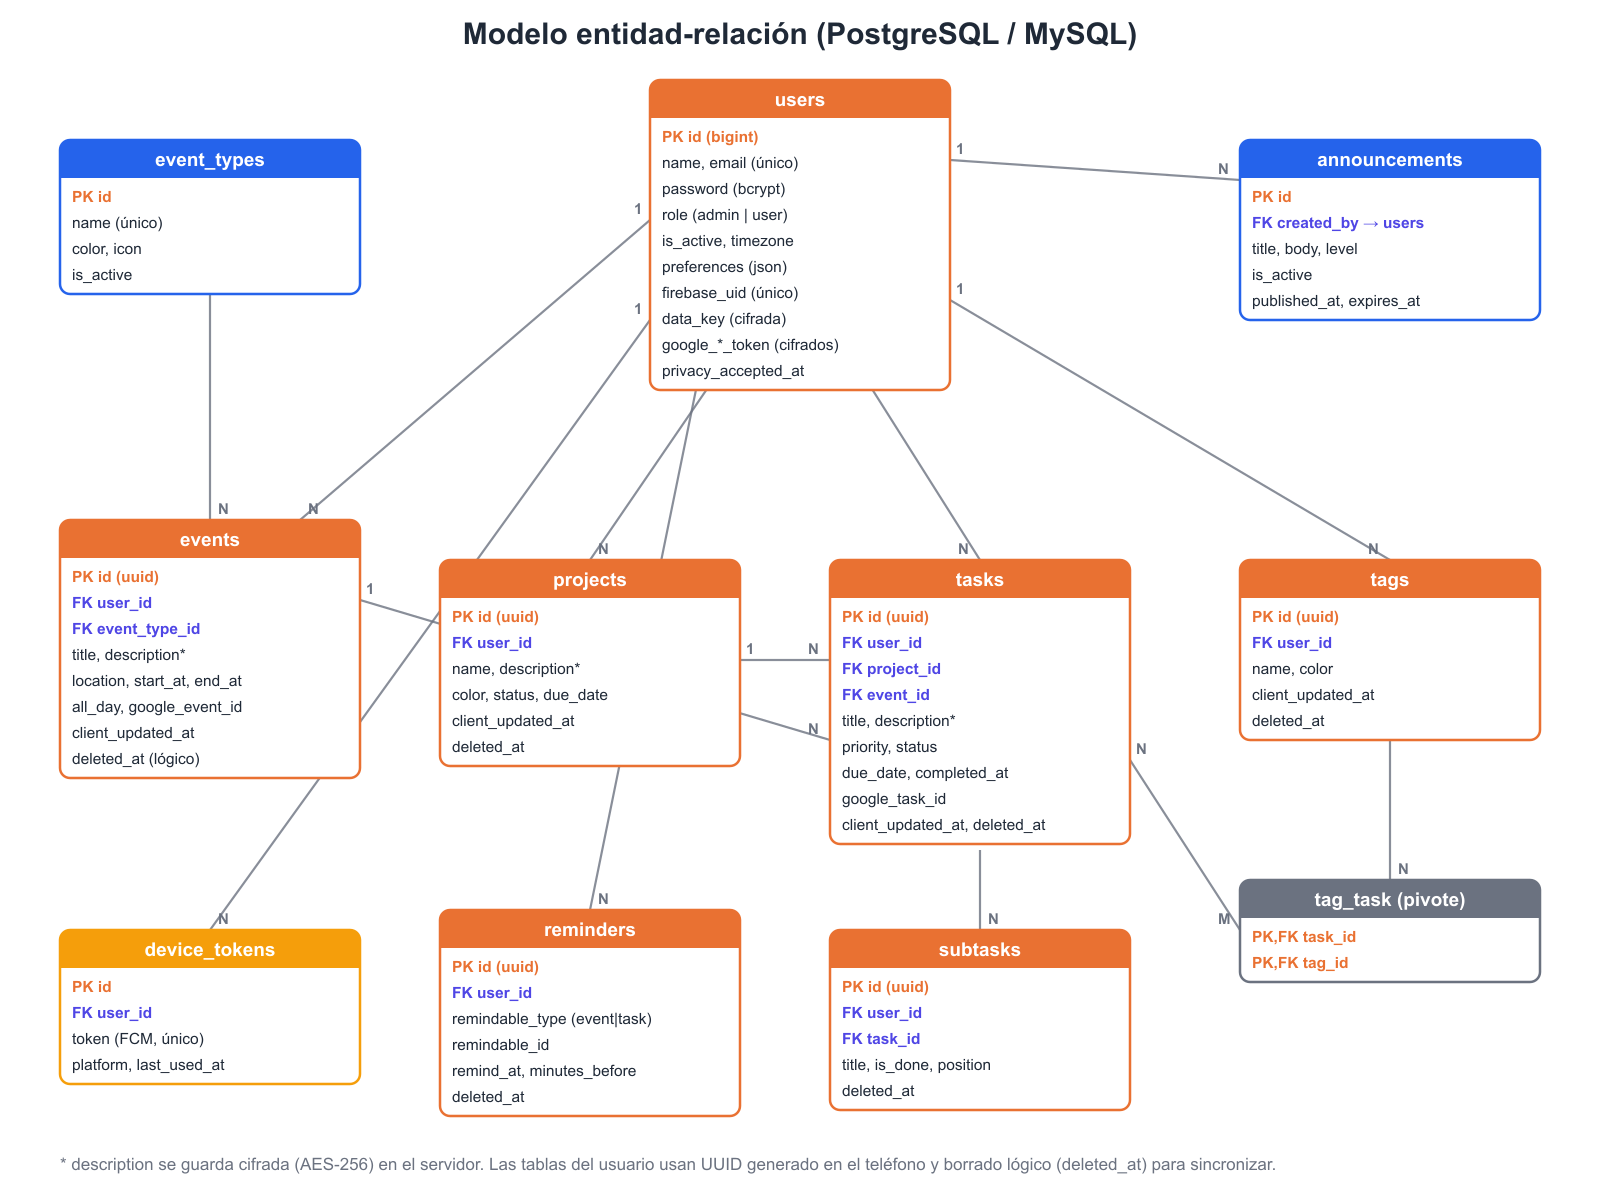 Modelo entidad-relación (PostgreSQL / MySQL)
users
PK id (bigint)
name, email (único)
password (bcrypt)
role (admin | user)
is_active, timezone
preferences (json)
firebase_uid (único)
data_key (cifrada)
google_*_token (cifrados)
privacy_accepted_at
event_types
PK id
name (único)
color, icon
is_active
announcements
PK id
FK created_by → users
title, body, level
is_active
published_at, expires_at
1
N
1
1
1
N
N
N
N
N
events
PK id (uuid)
FK user_id
FK event_type_id
title, description*
location, start_at, end_at
all_day, google_event_id
client_updated_at
deleted_at (lógico)
1
projects
PK id (uuid)
FK user_id
name, description*
color, status, due_date
client_updated_at
deleted_at
1
N
N
tasks
PK id (uuid)
FK user_id
FK project_id
FK event_id
title, description*
priority, status
due_date, completed_at
google_task_id
client_updated_at, deleted_at
tags
PK id (uuid)
FK user_id
name, color
client_updated_at
deleted_at
N
M
N
N
N
N
device_tokens
PK id
FK user_id
token (FCM, único)
platform, last_used_at
reminders
PK id (uuid)
FK user_id
remindable_type (event|task)
remindable_id
remind_at, minutes_before
deleted_at
subtasks
PK id (uuid)
FK user_id
FK task_id
title, is_done, position
deleted_at
tag_task (pivote)
PK,FK task_id
PK,FK tag_id
* description se guarda cifrada (AES-256) en el servidor. Las tablas del usuario usan UUID generado en el teléfono y borrado lógico (deleted_at) para sincronizar.